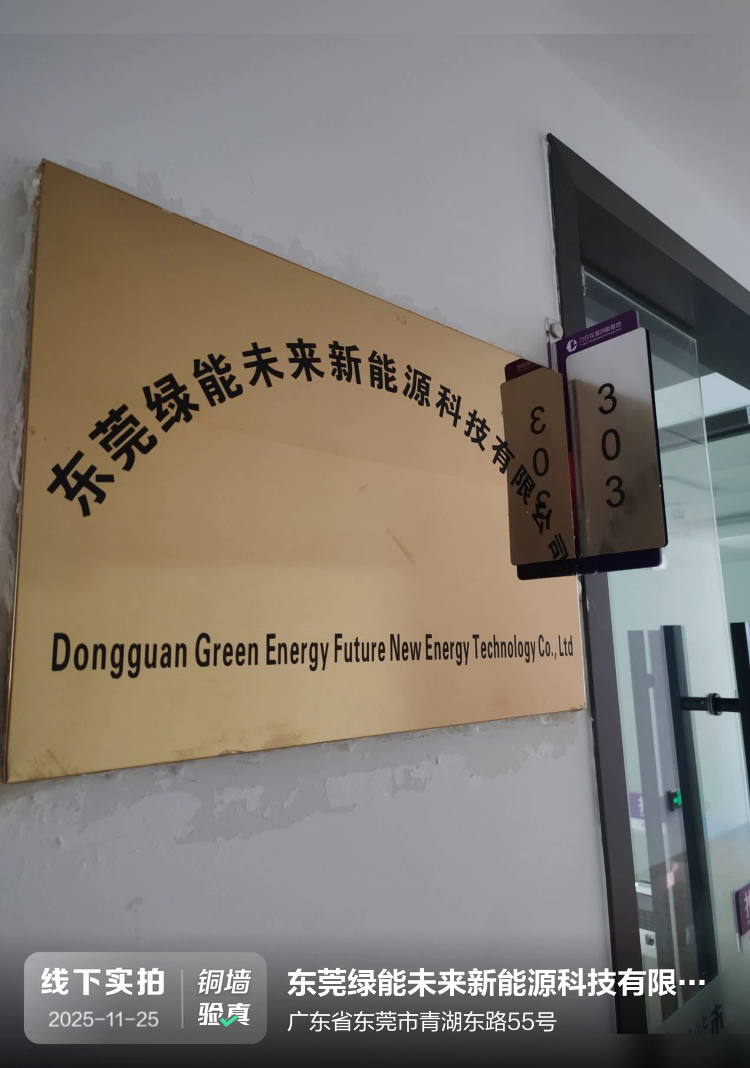 东莞绿能未来新能源科技有限公司
303
303
Dongguan Green Energy Future New Energy Technology Co., Ltd
线下实拍
2025-11-25
铜墙
验真
东莞绿能未来新能源科技有限…
广东省东莞市青湖东路55号